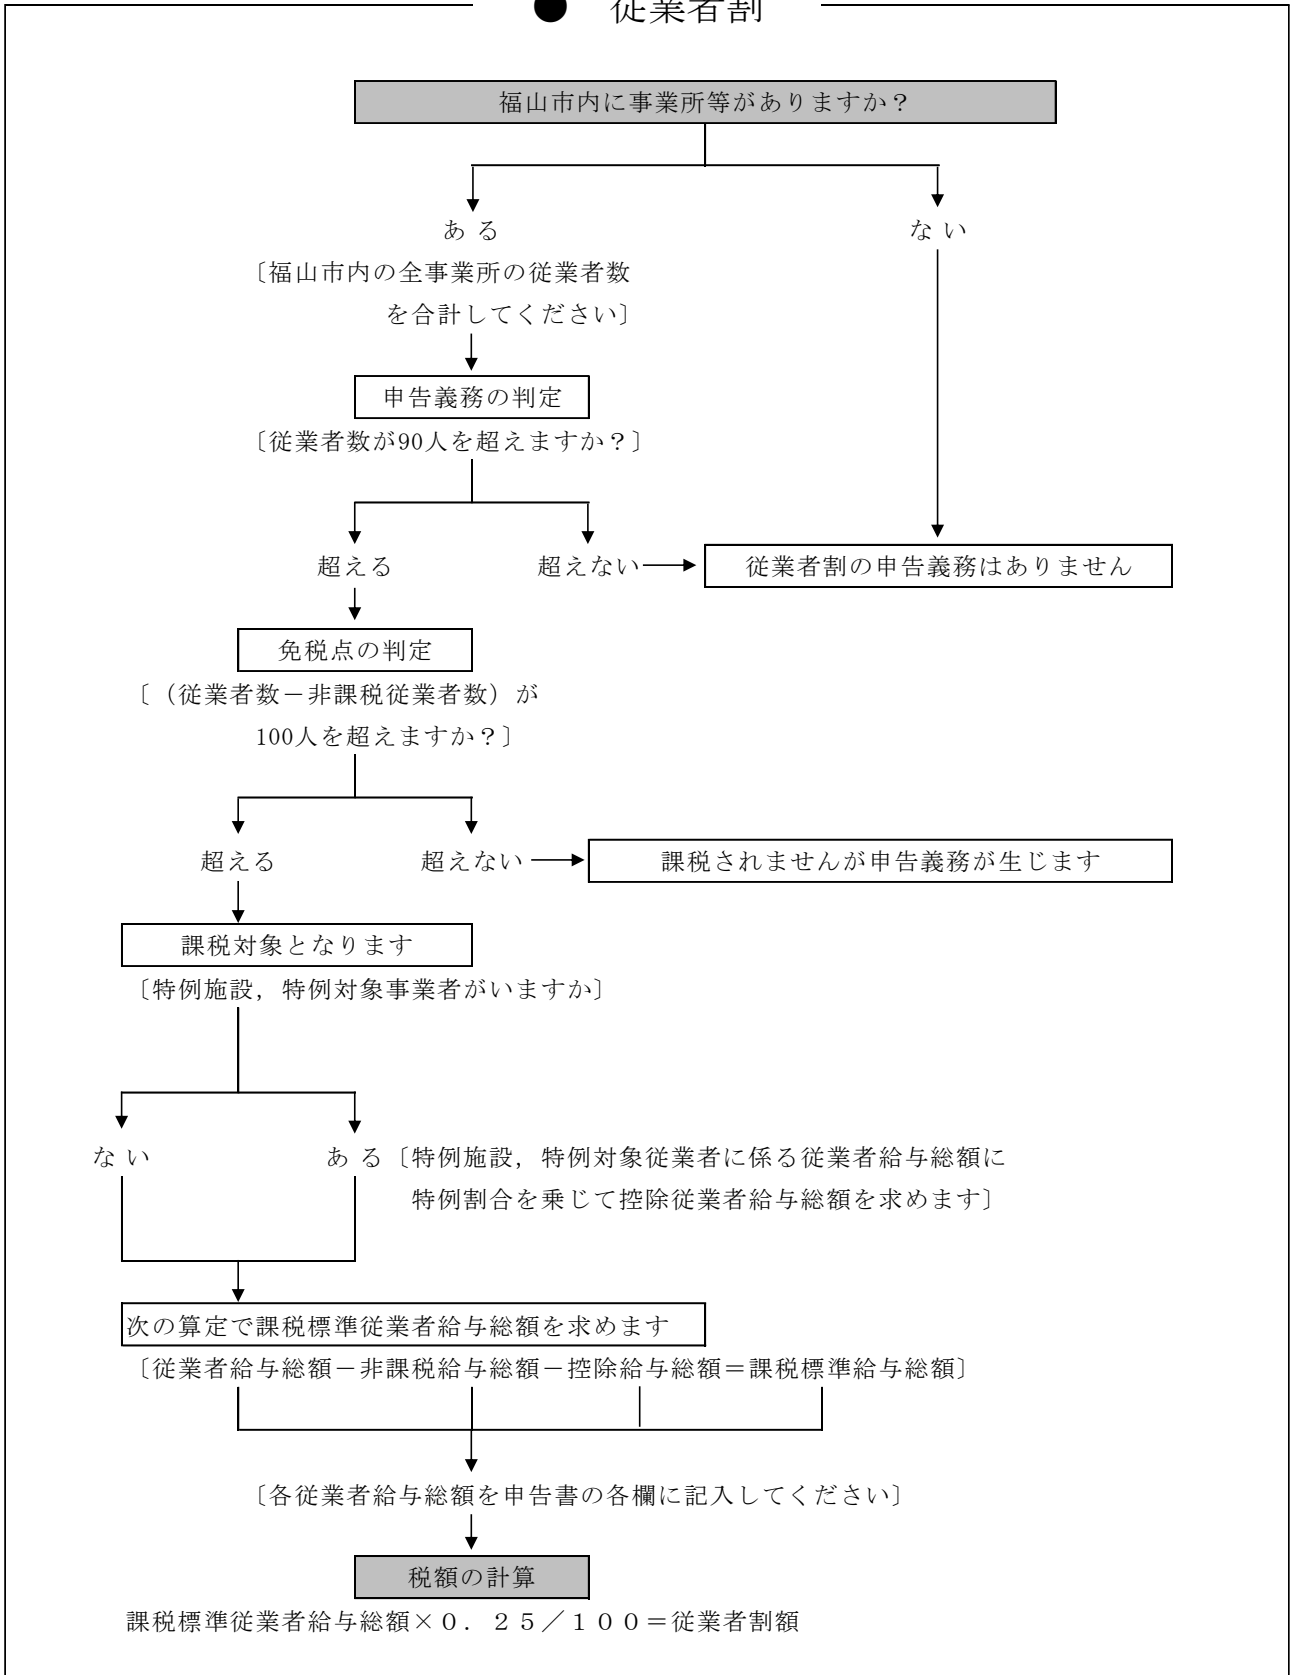 ● 従業者割
福山市内に事業所等がありますか？
ある
ない
〔福山市内の全事業所の従業者数
を合計してください〕
申告義務の判定
〔従業者数が90人を超えますか？〕
超える
超えない
従業者割の申告義務はありません
免税点の判定
〔（従業者数－非課税従業者数）が
100人を超えますか？〕
超える
超えない
課税されませんが申告義務が生じます
課税対象となります
〔特例施設，特例対象事業者がいますか〕
ない
ある〔特例施設，特例対象従業者に係る従業者給与総額に
特例割合を乗じて控除従業者給与総額を求めます〕
次の算定で課税標準従業者給与総額を求めます
〔従業者給与総額－非課税給与総額－控除給与総額＝課税標準給与総額〕
〔各従業者給与総額を申告書の各欄に記入してください〕
税額の計算
課税標準従業者給与総額×０．２５／１００＝従業者割額